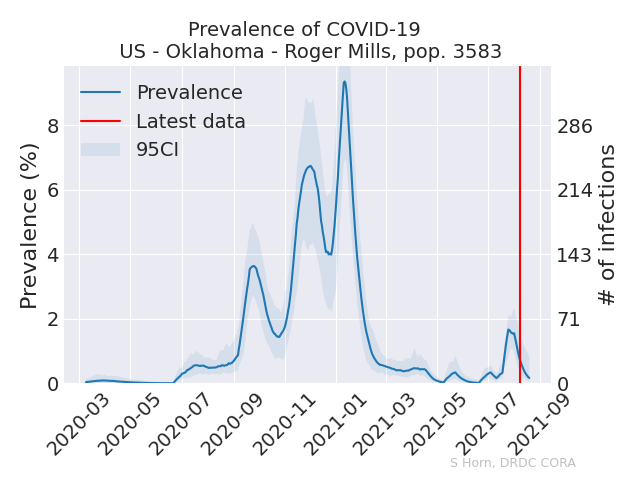 Prevalence of COVID-19
US - Oklahoma - Roger Mills, pop. 3583
Prevalence
Latest data
95CI
Prevalence (%)
8
6
4
2
0
286
214
143
71
0
# of infections
2020-03
2020-05
2020-07
2020-09
2020-11
2021-01
2021-03
2021-05
2021-07
2021-09
S Horn, DRDC CORA